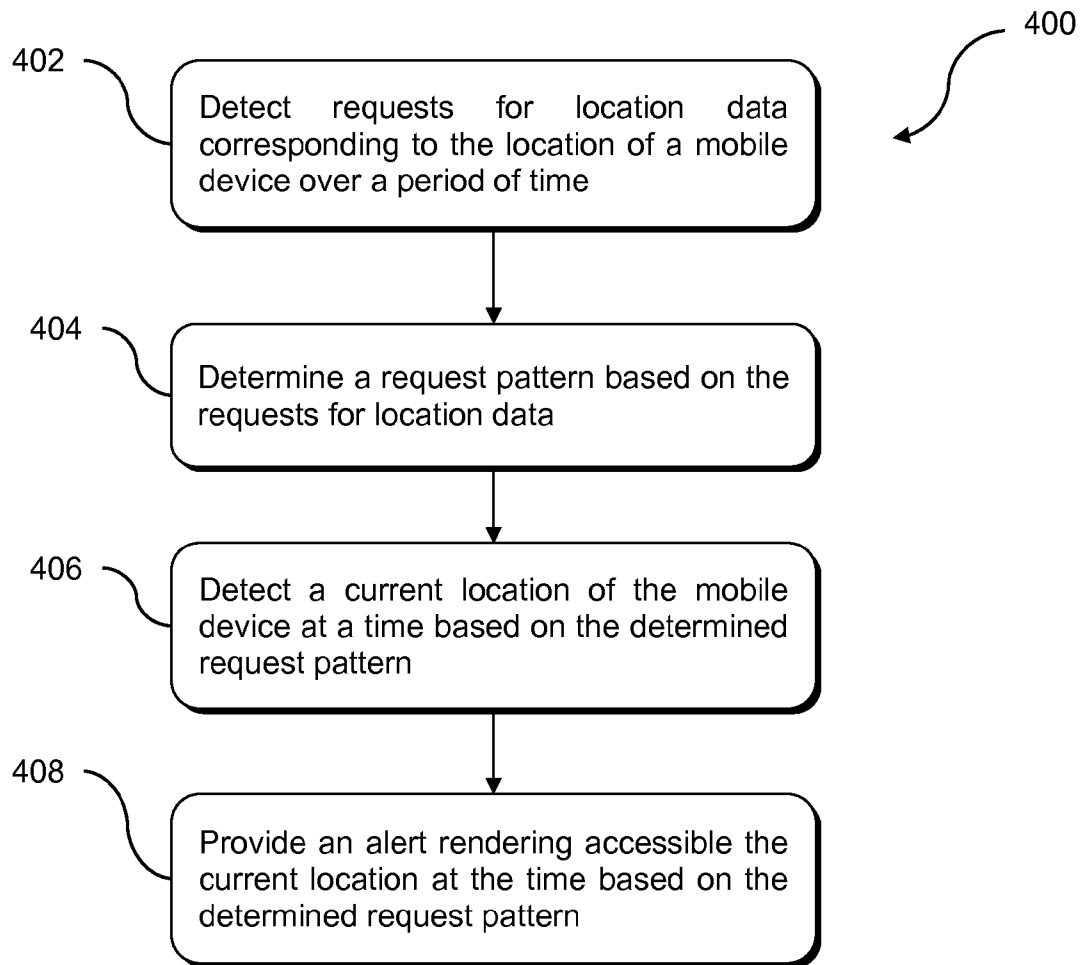 400
402
Detect requests for location data
corresponding to the location of a mobile
device over a period of time
404
Determine a request pattern based on the
requests for location data
406
Detect a current location of the mobile
device at a time based on the determined
request pattern
408
Provide an alert rendering accessible the
current location at the time based on the
determined request pattern